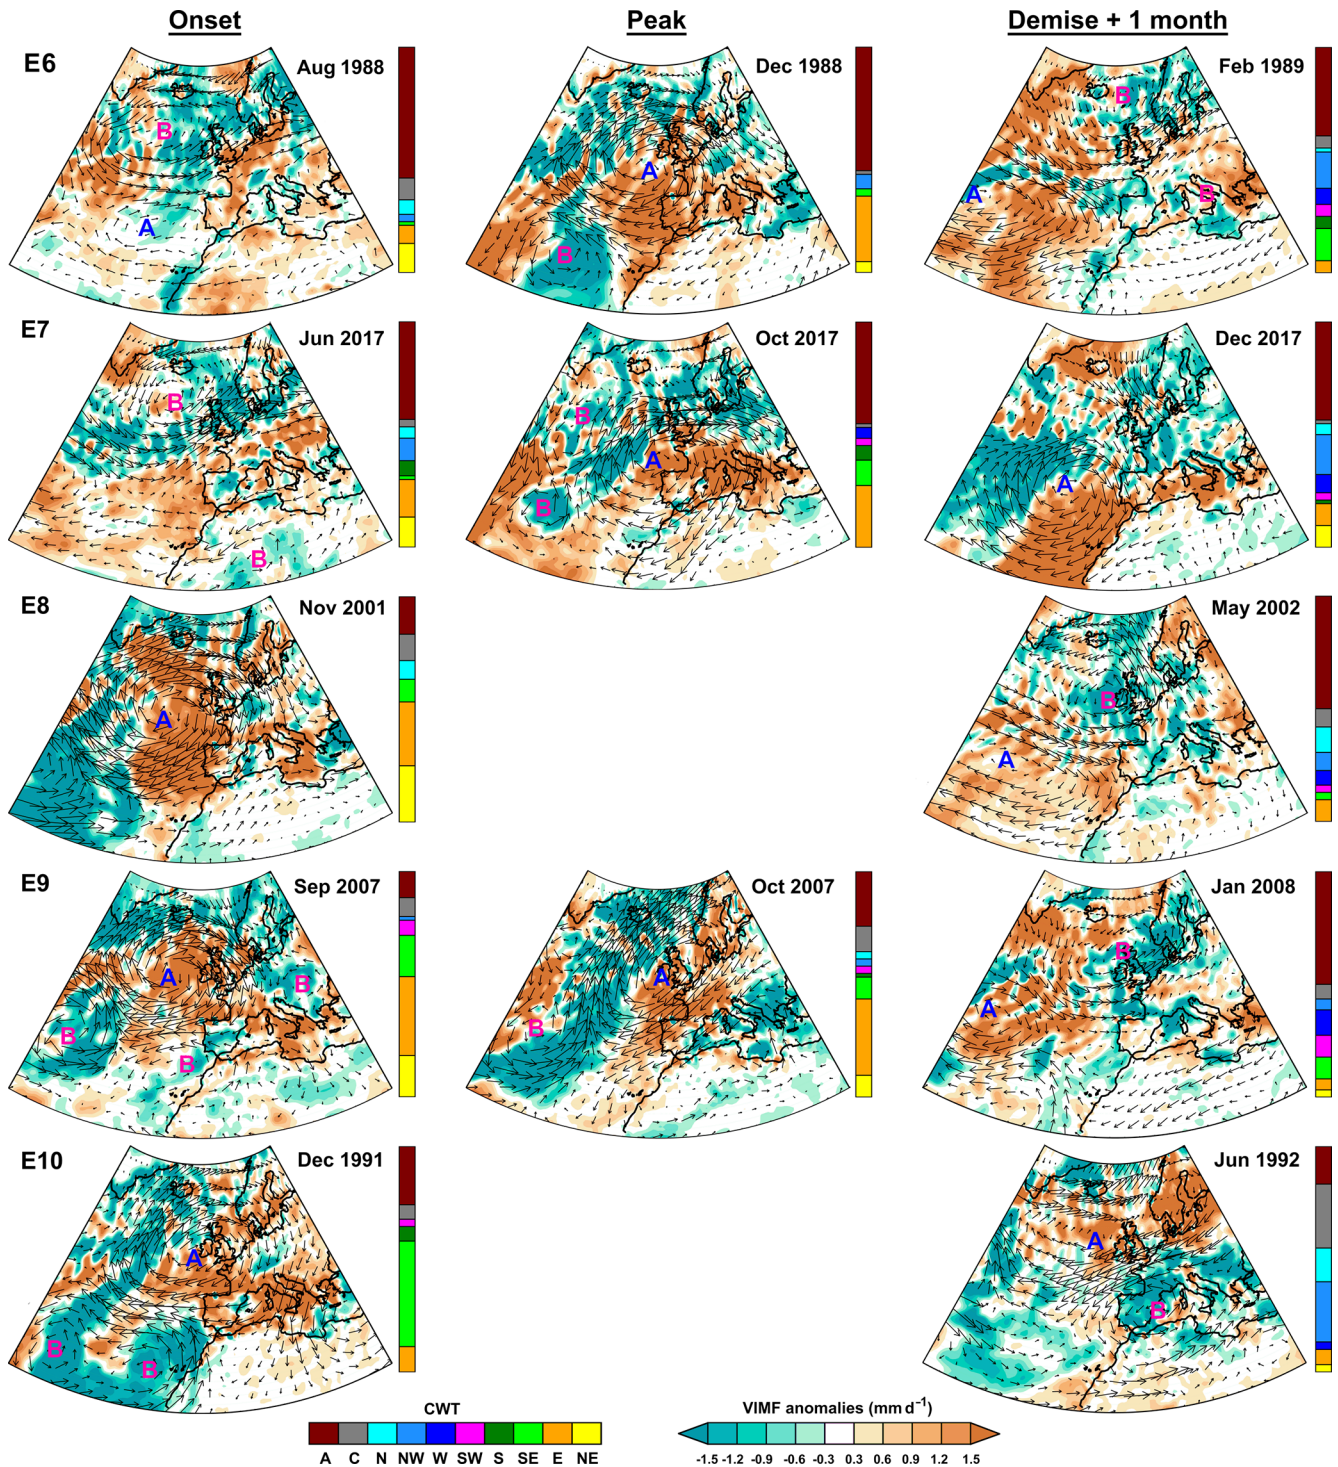 Onset Peak Demise + 1 month
E6 Aug 1988 Dec 1988 Feb 1989
B A A B B A B
E7 Jun 2017 Oct 2017 Dec 2017
B B B A B A
E8 Nov 2001 May 2002
A B A
E9 Sep 2007 Oct 2007 Jan 2008
A B B B A B B A
E10 Dec 1991 Jun 1992
A B B A B
CWT VIMF anomalies (mm d⁻¹)
A C N NW W SW S SE E NE -1.5 -1.2 -0.9 -0.6 -0.3 0.3 0.6 0.9 1.2 1.5